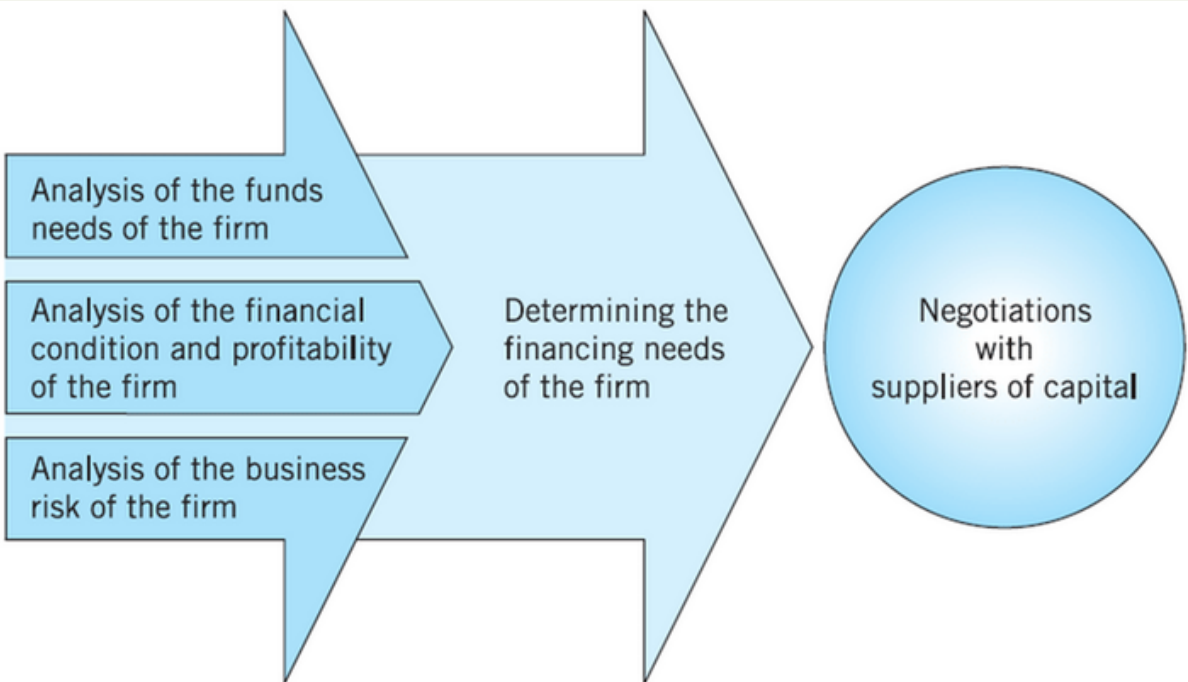 Analysis of the funds
needs of the firm
Analysis of the financial
condition and profitability
of the firm
Analysis of the business
risk of the firm
Determining the
financing needs
of the firm
Negotiations
with
suppliers of capital